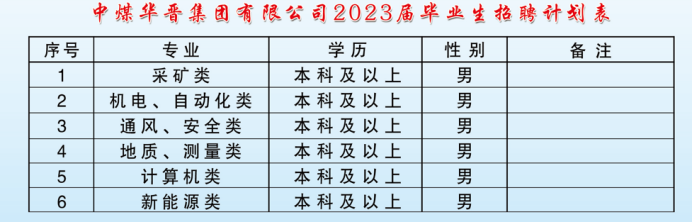 中煤华晋集团有限公司2023届毕业生招聘计划表
序号 专业 学历 性别 备注
1 采矿类 本科及以上 男
2 机电、自动化类 本科及以上 男
3 通风、安全类 本科及以上 男
4 地质、测量类 本科及以上 男
5 计算机类 本科及以上 男
6 新能源类 本科及以上 男